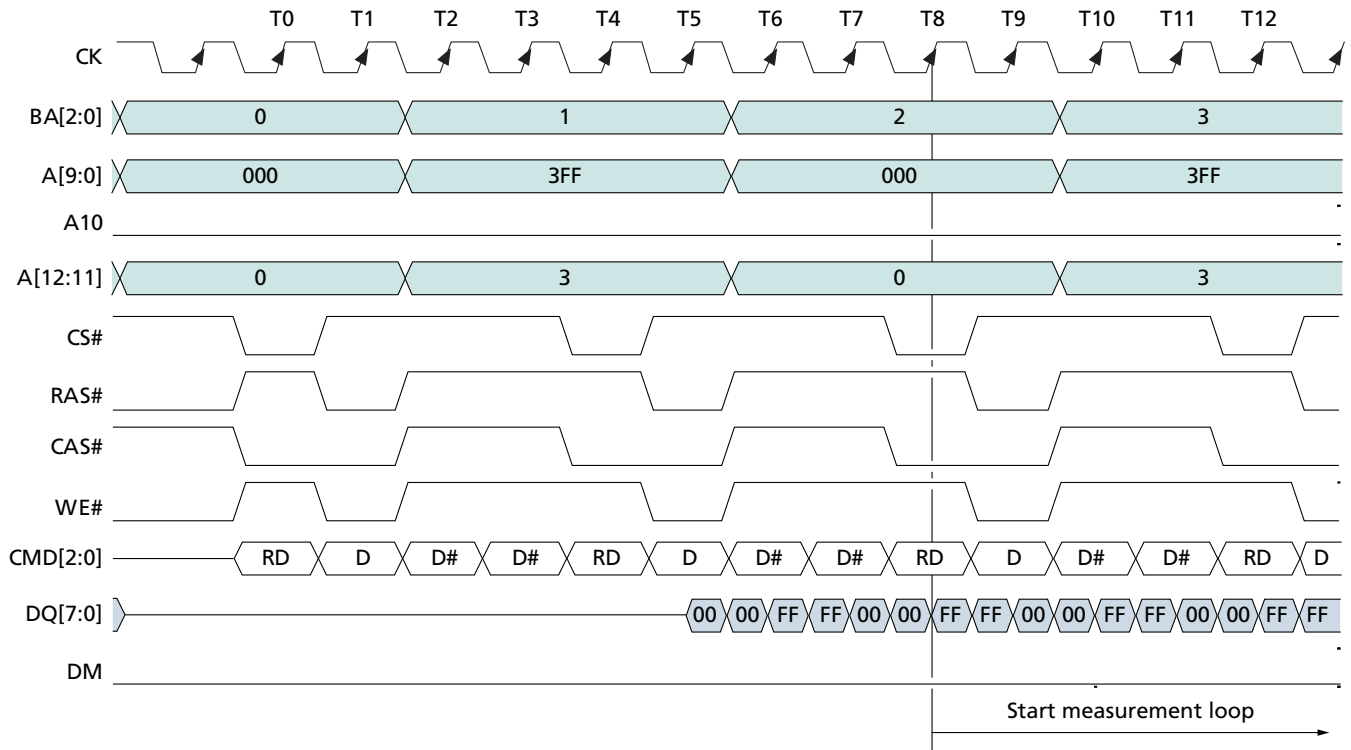 T0 T1 T2 T3 T4 T5 T6 T7 T8 T9 T10 T11 T12
CK
BA[2:0] 0 1 2 3
A[9:0] 000 3FF 000 3FF
A10
A[12:11] 0 3 0 3
CS#
RAS#
CAS#
WE#
CMD[2:0] RD D D# D# RD D D# D# RD D D# D# RD D
DQ[7:0] 00 00 FF FF 00 00 FF FF 00 00 FF FF 00 00 FF FF
DM
Start measurement loop